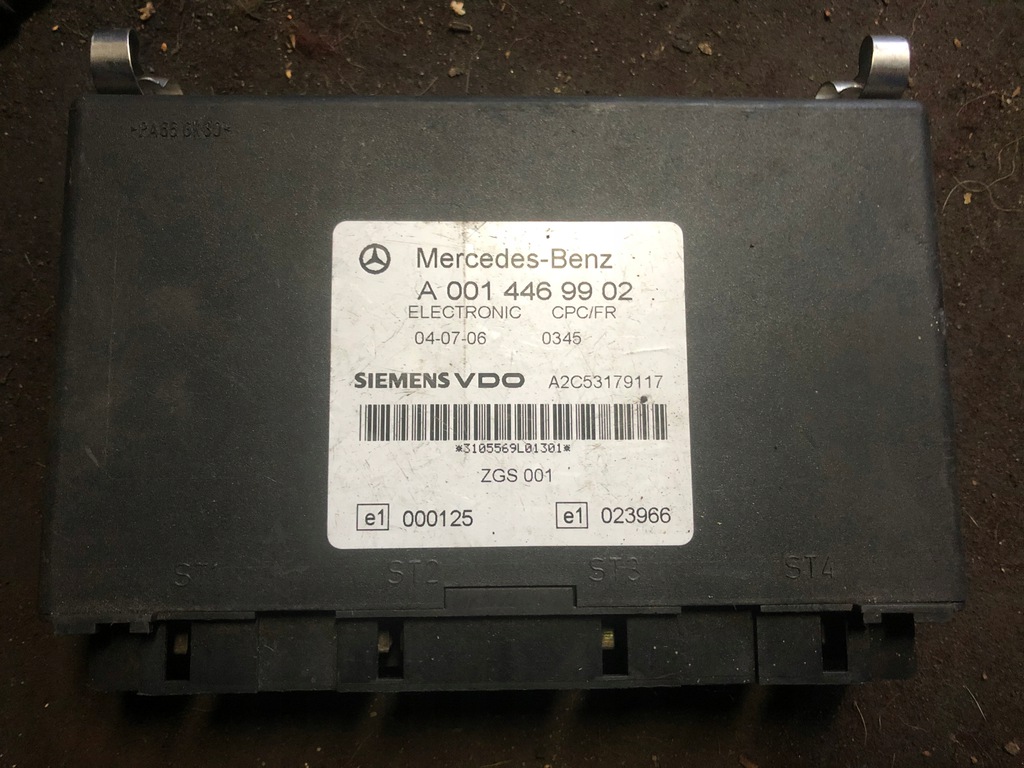 Mercedes-Benz
A 001 446 99 02
ELECTRONIC CPC/FR
04-07-06 0345
SIEMENS VDO A2C53179117
*3105569L01301*
ZGS 001
e1 000125 e1 023966
ST1 ST2 ST3 ST4